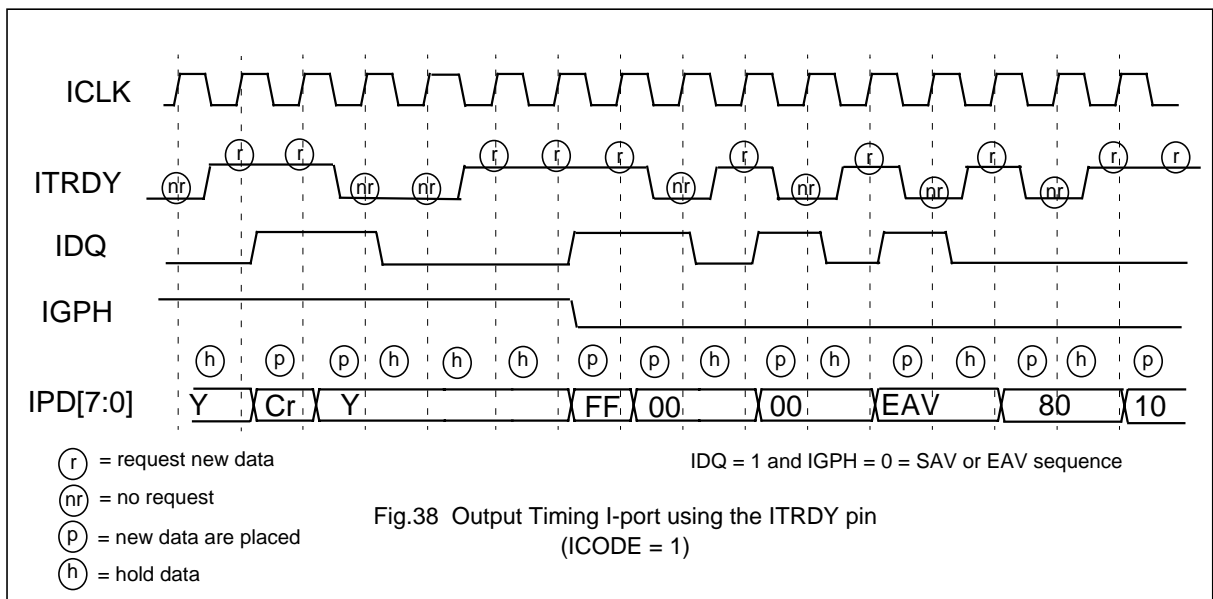 ICLK
r r r r r r r r r
nr nr nr nr nr nr nr
ITRDY
IDQ
IGPH
h p p h h h p p h p h p h p h p
IPD[7:0] Y Cr Y FF 00 00 EAV 80 10
r = request new data
IDQ = 1 and IGPH = 0 = SAV or EAV sequence
nr = no request
Fig.38 Output Timing I-port using the ITRDY pin
(ICODE = 1)
p = new data are placed
h = hold data